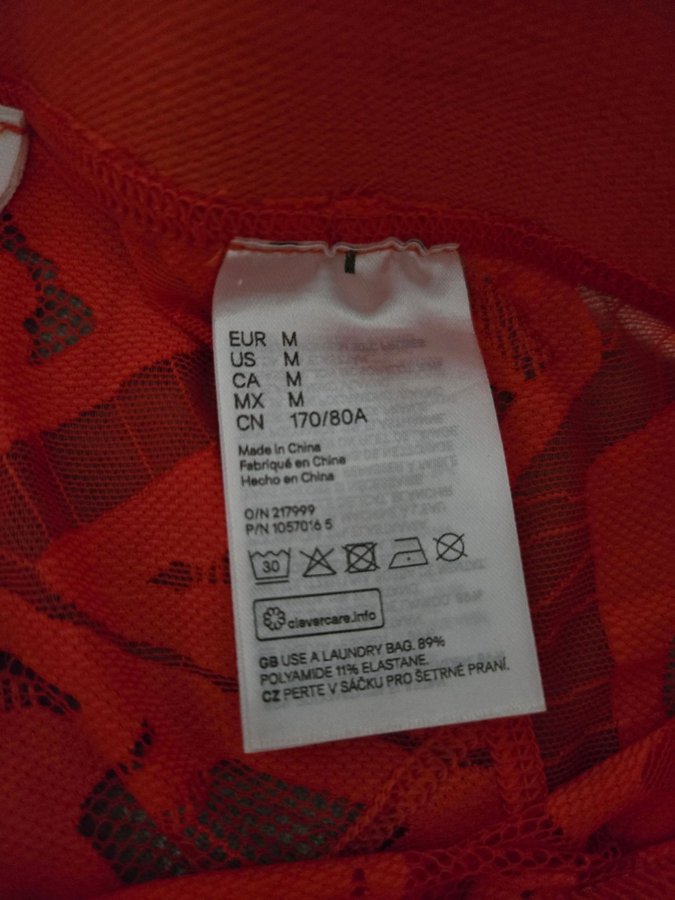 EUR M
US M
CA M
MX M
CN 170/80A
Made in China
Fabriqué en China
Hecho en China
O/N 217999
P/N 1057016 5
30
clevercare.info
GB USE A LAUNDRY BAG. 89%
POLYAMIDE 11% ELASTANE.
CZ PERTE V SÁČKU PRO ŠETRNÉ PRANÍ.